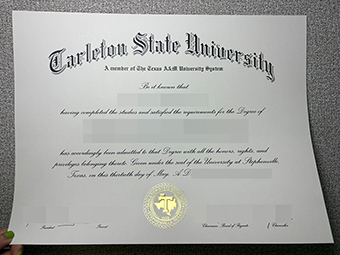 Tarleton State University
A member of The Texas A&M University System
Be it known that
having completed the studies and satisfied the requirements for the Degree of
has accordingly been admitted to that Degree with all the honors, rights, and
privileges belonging thereto. Given under the seal of the University at Stephenville,
Texas, on this thirtieth day of May, A.D.
President
Chairman, Board of Regents
Chancellor